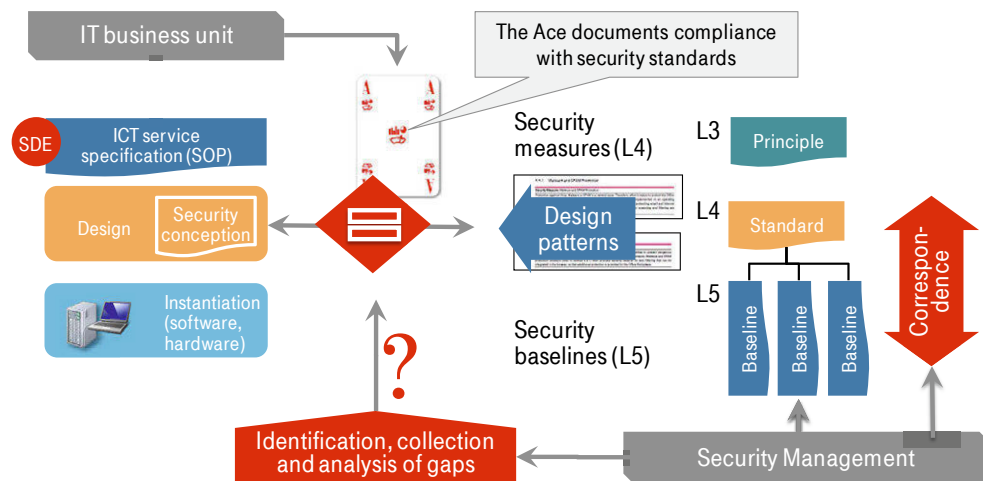 IT business unit
The Ace documents compliance
with security standards
A
A
A
SDE
ICT service
specification (SOP)
Security
measures (L4)
L3
Principle
Design
Security
conception
Design
patterns
L4
Standard
Instantiation
(software,
hardware)
Security
baselines (L5)
L5
Baseline
Baseline
Baseline
Correspon-
dence
?
Identification, collection
and analysis of gaps
Security Management